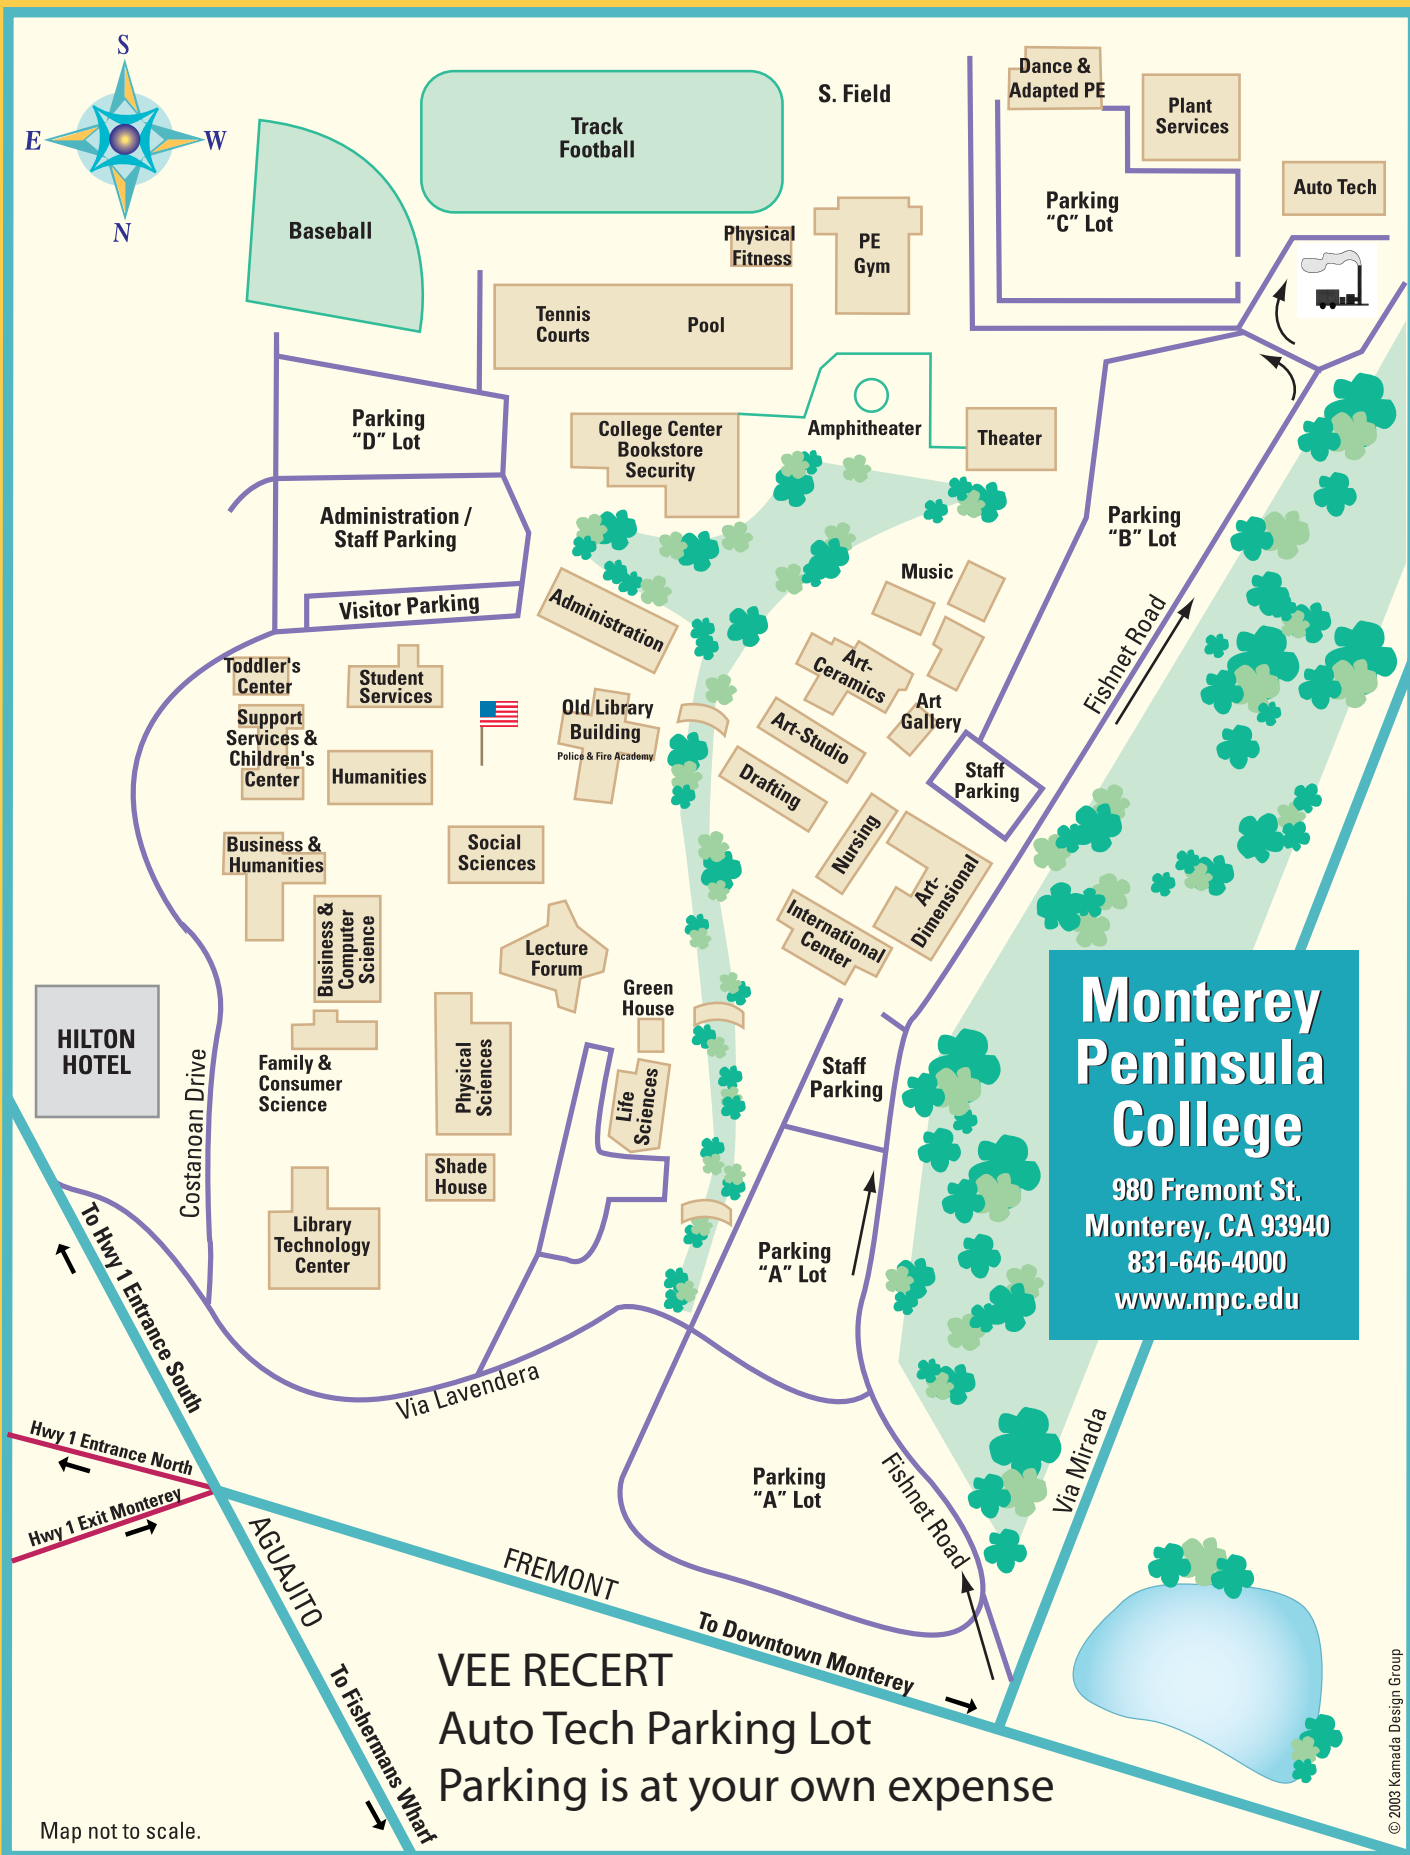 S
E
W
N
Baseball
Track
Football
S. Field
Dance &
Adapted PE
Plant
Services
Auto Tech
Parking
“C” Lot
Physical
Fitness
PE
Gym
Tennis
Courts
Pool
Parking
“D” Lot
College Center
Bookstore
Security
Amphitheater
Theater
Administration /
Staff Parking
Visitor Parking
Administration
Music
Parking
“B” Lot
Fishnet Road
Toddler's
Center
Student
Services
Support
Services &
Children's
Center
Humanities
Old Library
Building
Police & Fire Academy
Art-
Ceramics
Art
Gallery
Art-Studio
Drafting
Staff
Parking
Nursing
Art-
Dimensional
International
Center
Business &
Humanities
Social
Sciences
Business &
Computer
Science
Lecture
Forum
Green
House
HILTON
HOTEL
Family &
Consumer
Science
Physical
Sciences
Life
Sciences
Staff
Parking
Costanoan Drive
Shade
House
Library
Technology
Center
Parking
“A” Lot
Monterey
Peninsula
College
980 Fremont St.
Monterey, CA 93940
831-646-4000
www.mpc.edu
To Hwy 1 Entrance South
Via Lavendera
Hwy 1 Entrance North
Hwy 1 Exit Monterey
Parking
“A” Lot
Fishnet Road
Via Mirada
AGUAJITO
FREMONT
To Downtown Monterey
To Fishermans Wharf
VEE RECERT
Auto Tech Parking Lot
Parking is at your own expense
Map not to scale.
© 2003 Kamada Design Group